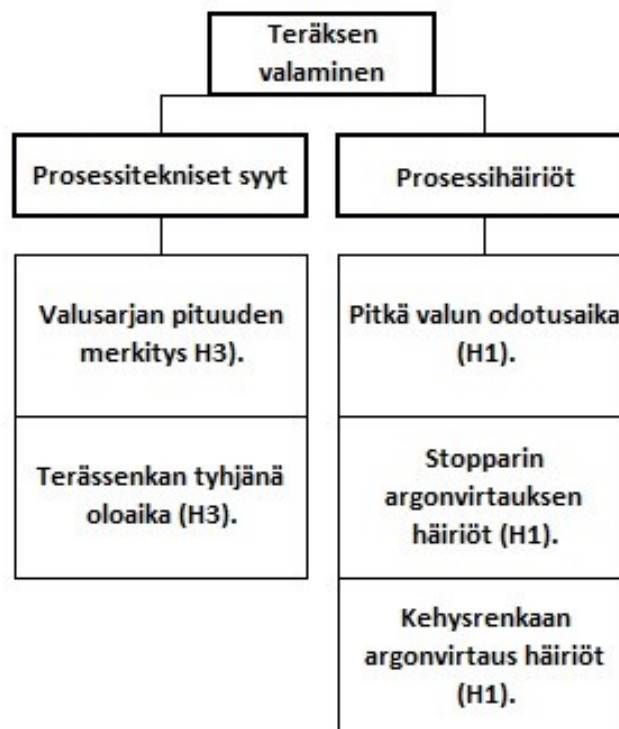 Teräksen
valaminen
Prosessitekniset syyt
Prosessihäiriöt
Valusarjan pituuden
merkitys H3).
Terässenkan tyhjänä
oloaika (H3).
Pitkä valun odotusaika
(H1).
Stopparin
argonvirtauksen
häiriöt (H1).
Kehysrenkaan
argonvirtaus häiriöt
(H1).